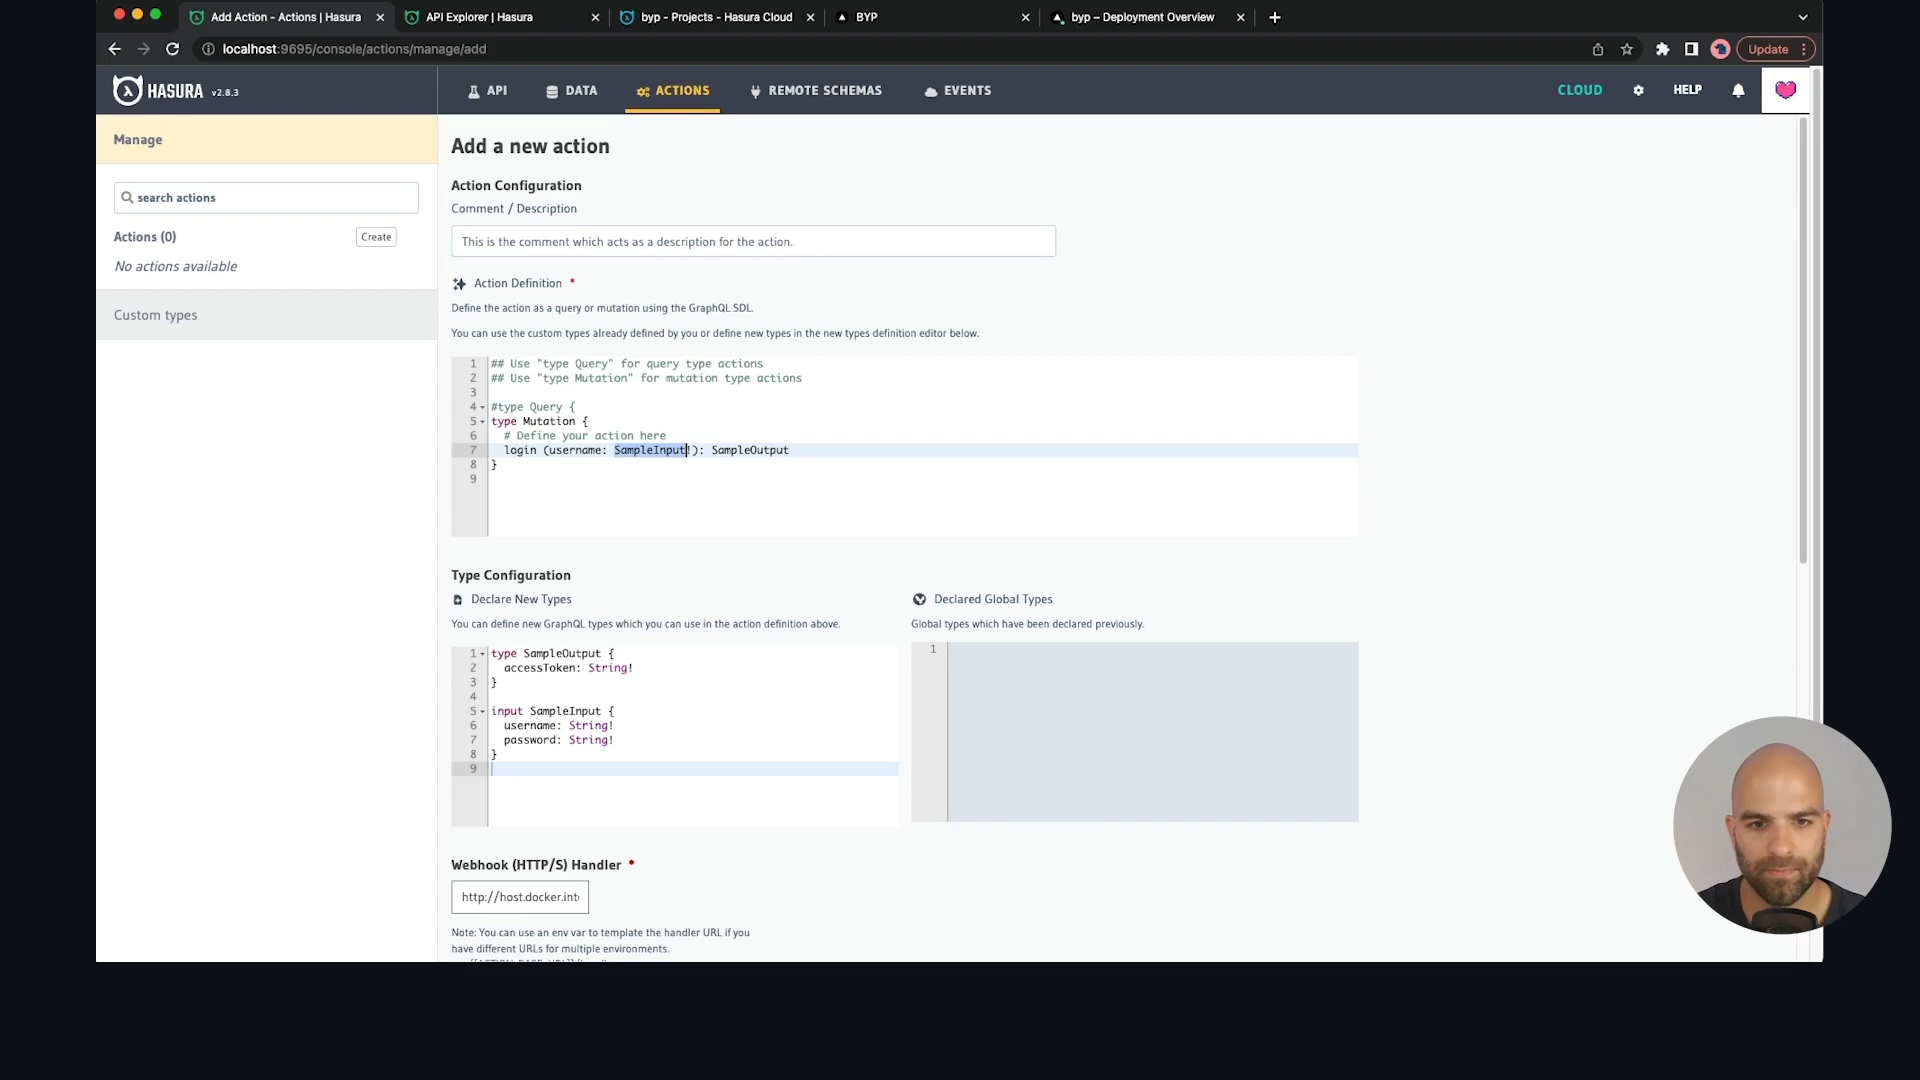 Add Action - Actions | Hasura
API Explorer | Hasura
byp - Projects - Hasura Cloud
BYP
byp – Deployment Overview
localhost:9695/console/actions/manage/add
Update
HASURA v2.8.3
API
DATA
ACTIONS
REMOTE SCHEMAS
EVENTS
CLOUD
HELP
Manage
search actions
Actions (0)
Create
No actions available
Custom types
Add a new action
Action Configuration
Comment / Description
This is the comment which acts as a description for the action.
Action Definition *
Define the action as a query or mutation using the GraphQL SDL.
You can use the custom types already defined by you or define new types in the new types definition editor below.
1 ## Use "type Query" for query type actions
2 ## Use "type Mutation" for mutation type actions
3
4 #type Query {
5 type Mutation {
6 # Define your action here
7 login (username: SampleInput!): SampleOutput
8 }
9
Type Configuration
Declare New Types
You can define new GraphQL types which you can use in the action definition above.
1 type SampleOutput {
2 accessToken: String!
3 }
4
5 input SampleInput {
6 username: String!
7 password: String!
8 }
9
Declared Global Types
Global types which have been declared previously.
1
Webhook (HTTP/S) Handler *
http://host.docker.int
Note: You can use an env var to template the handler URL if you
have different URLs for multiple environments.